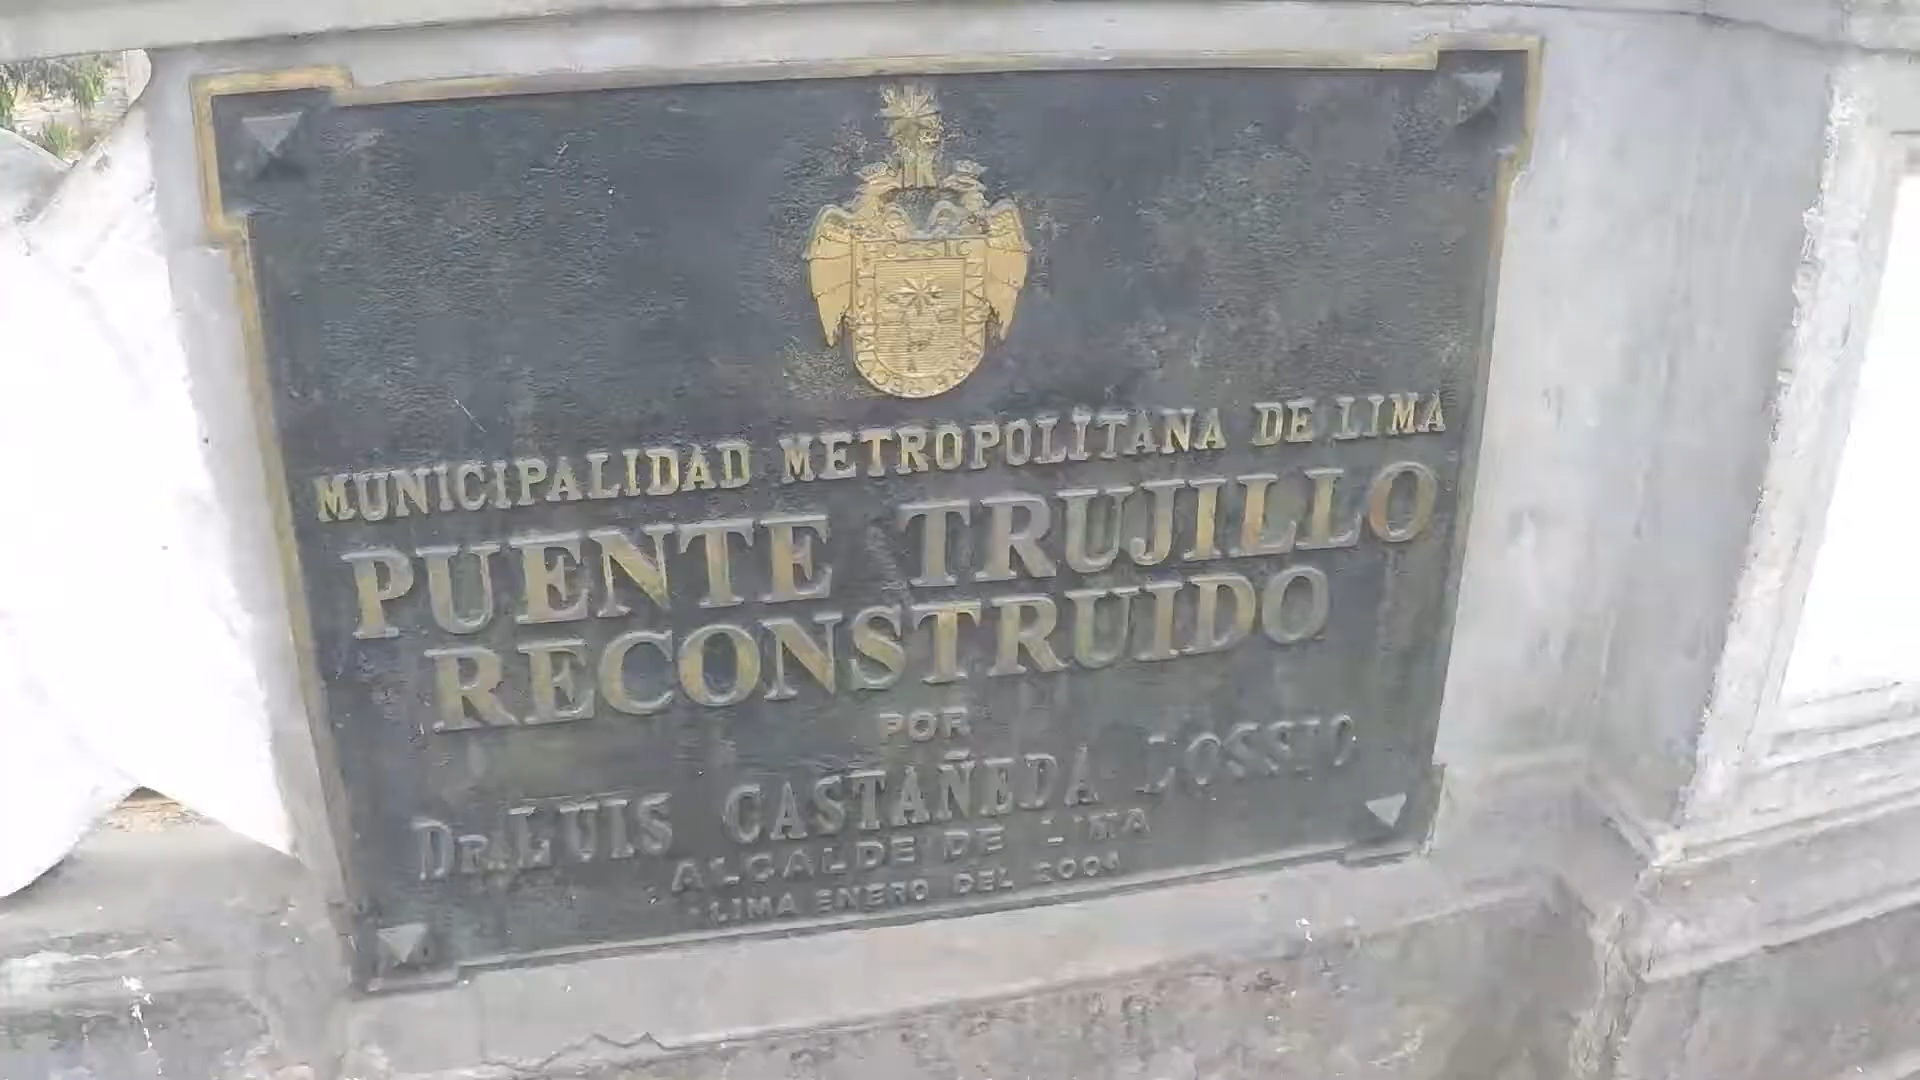 MUNICIPALIDAD METROPOLITANA DE LIMA
PUENTE TRUJILLO
RECONSTRUIDO
POR
DR. LUIS CASTAÑEDA LOSSIO
ALCALDE DE LIMA
LIMA ENERO DEL